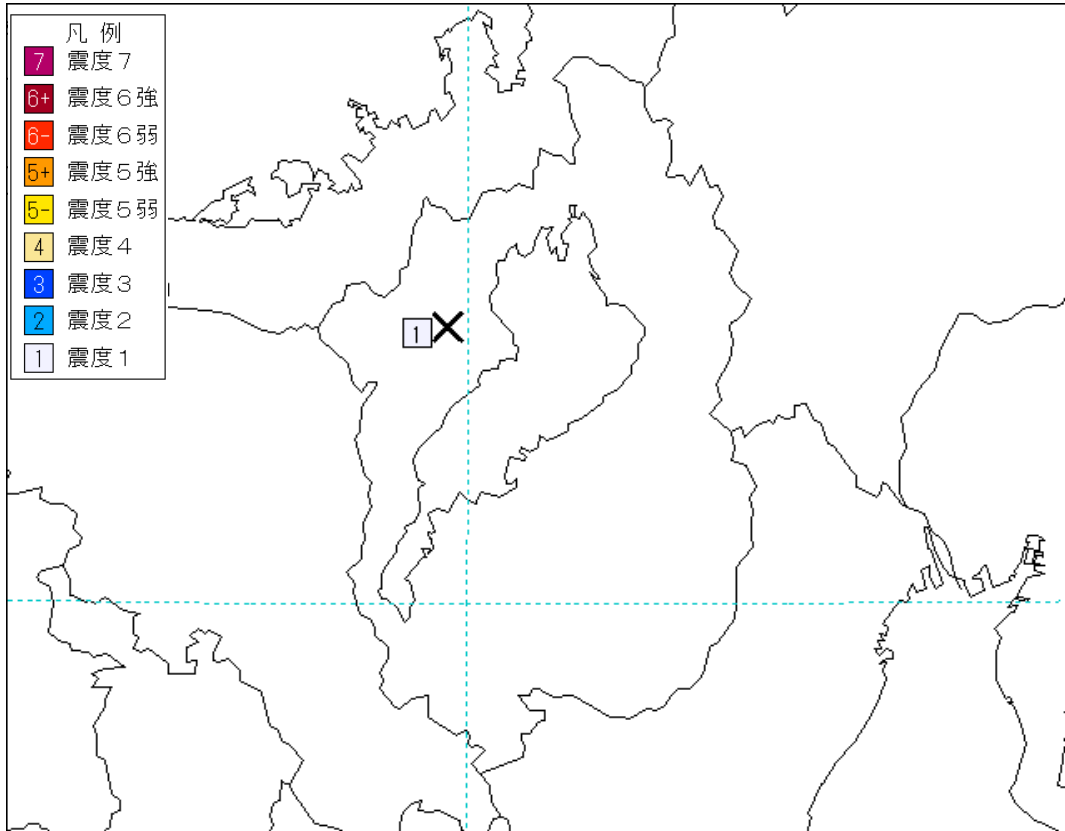 凡 例
7 震度７
6+ 震度６強
6- 震度６弱
5+ 震度５強
5- 震度５弱
4 震度４
3 震度３
2 震度２
1 震度１
1